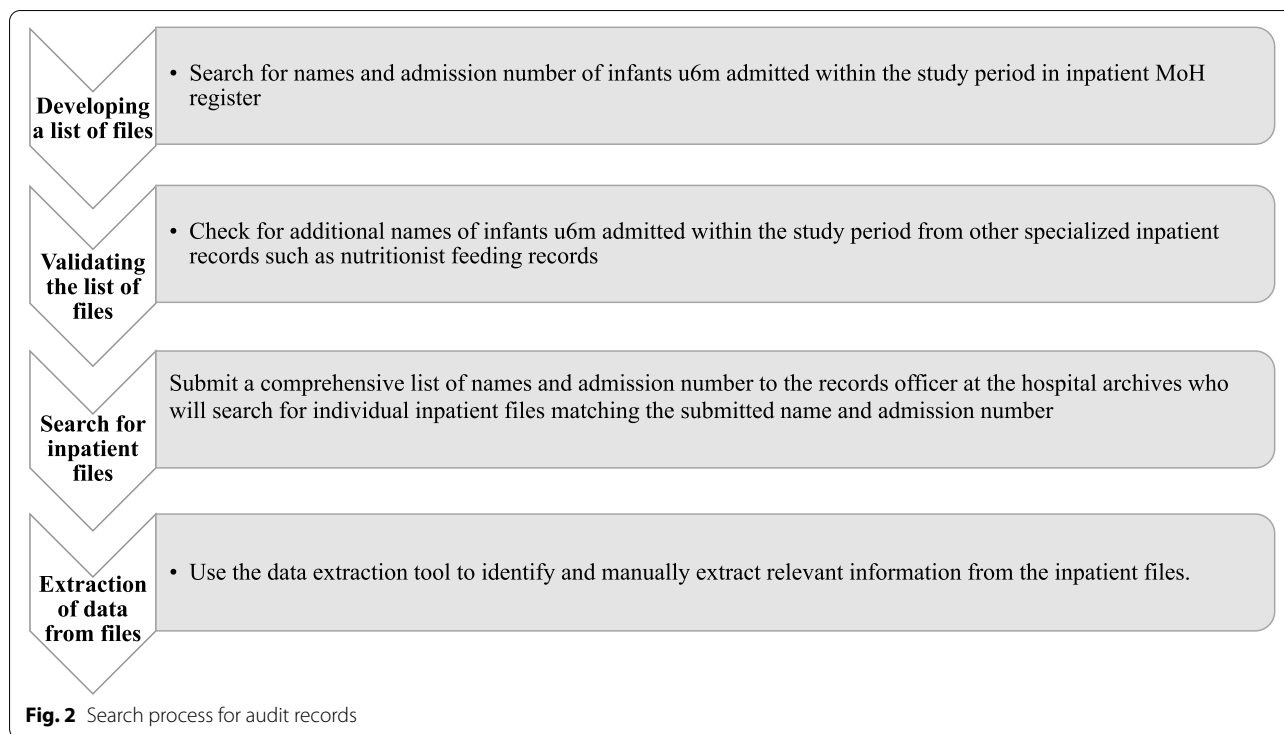 Developing
a list of files
• Search for names and admission number of infants u6m admitted within the study period in inpatient MoH
register
Validating
the list of
files
• Check for additional names of infants u6m admitted within the study period from other specialized inpatient
records such as nutritionist feeding records
Search for
inpatient
files
Submit a comprehensive list of names and admission number to the records officer at the hospital archives who
will search for individual inpatient files matching the submitted name and admission number
Extraction
of data
from files
• Use the data extraction tool to identify and manually extract relevant information from the inpatient files.
Fig. 2 Search process for audit records